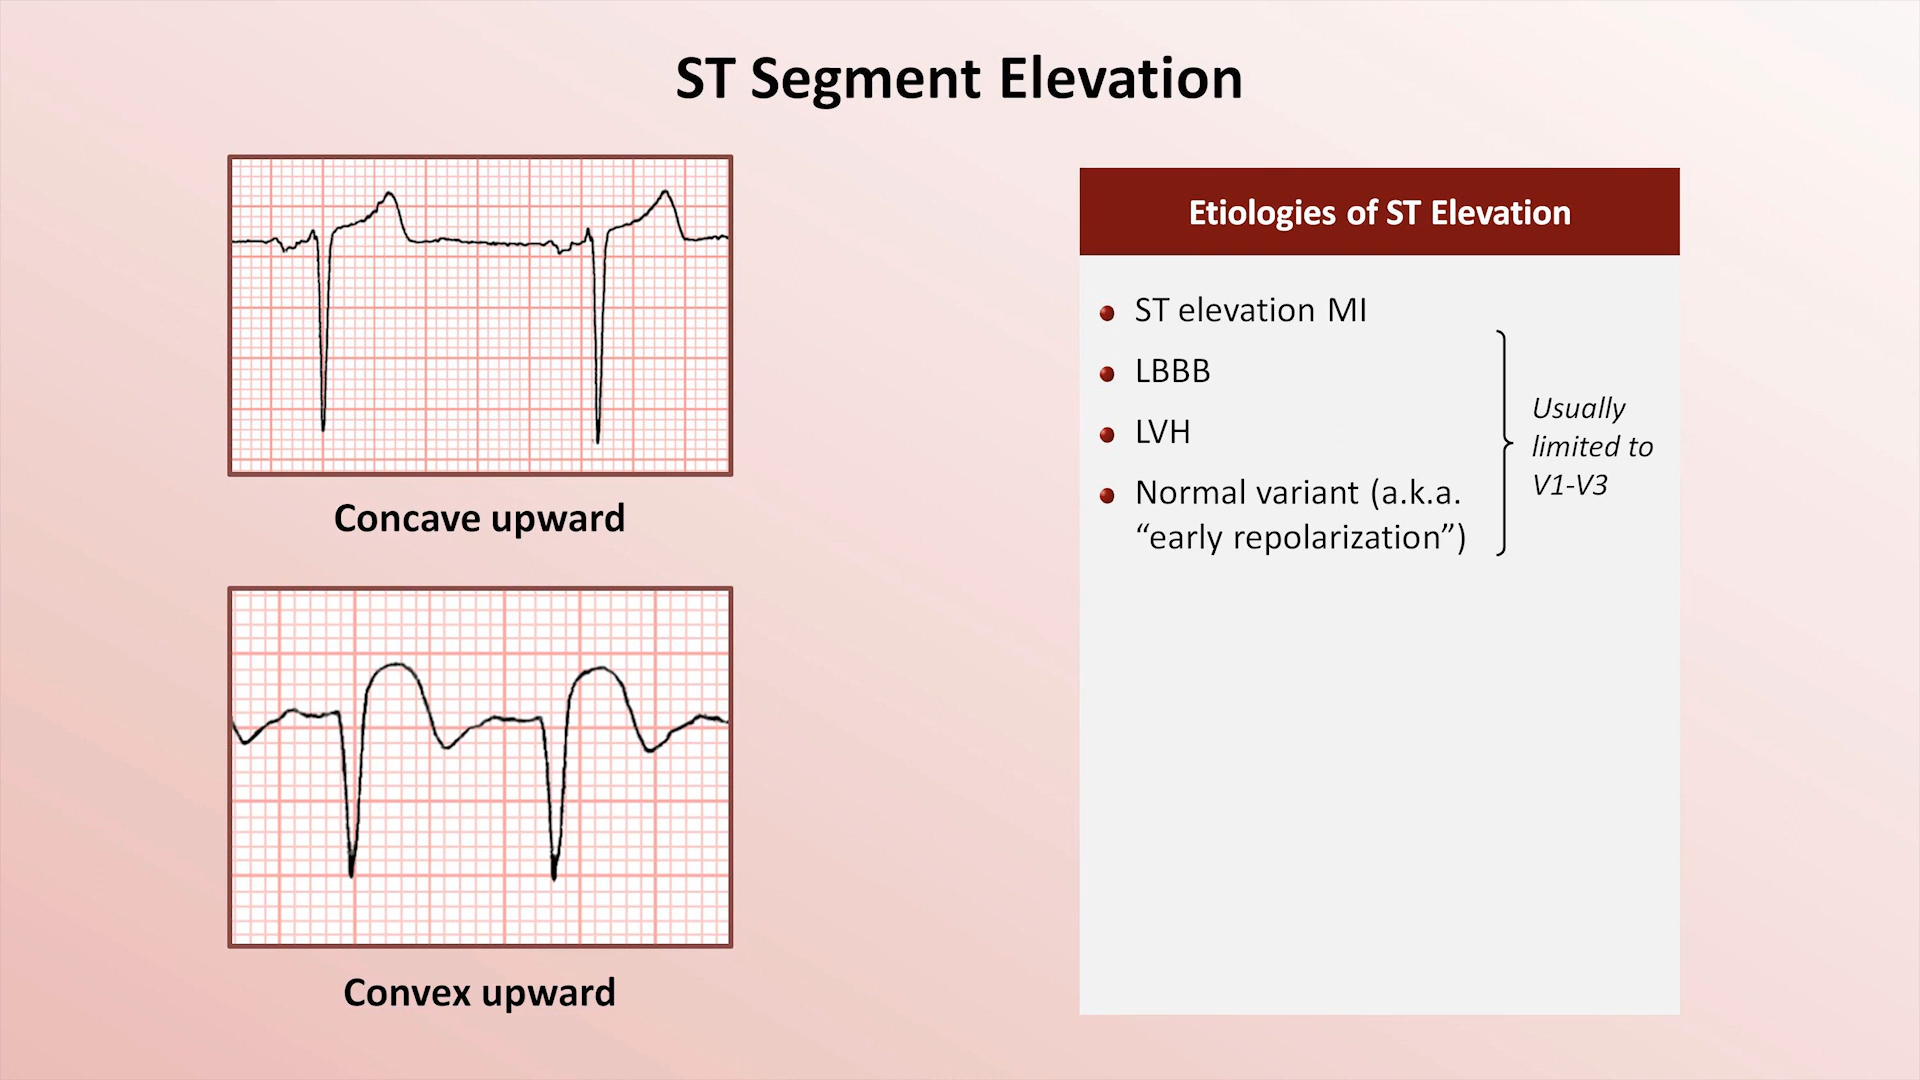 ST Segment Elevation
Concave upward
Convex upward
Etiologies of ST Elevation
ST elevation MI
LBBB
LVH
Normal variant (a.k.a.
“early repolarization”)
Usually
limited to
V1-V3